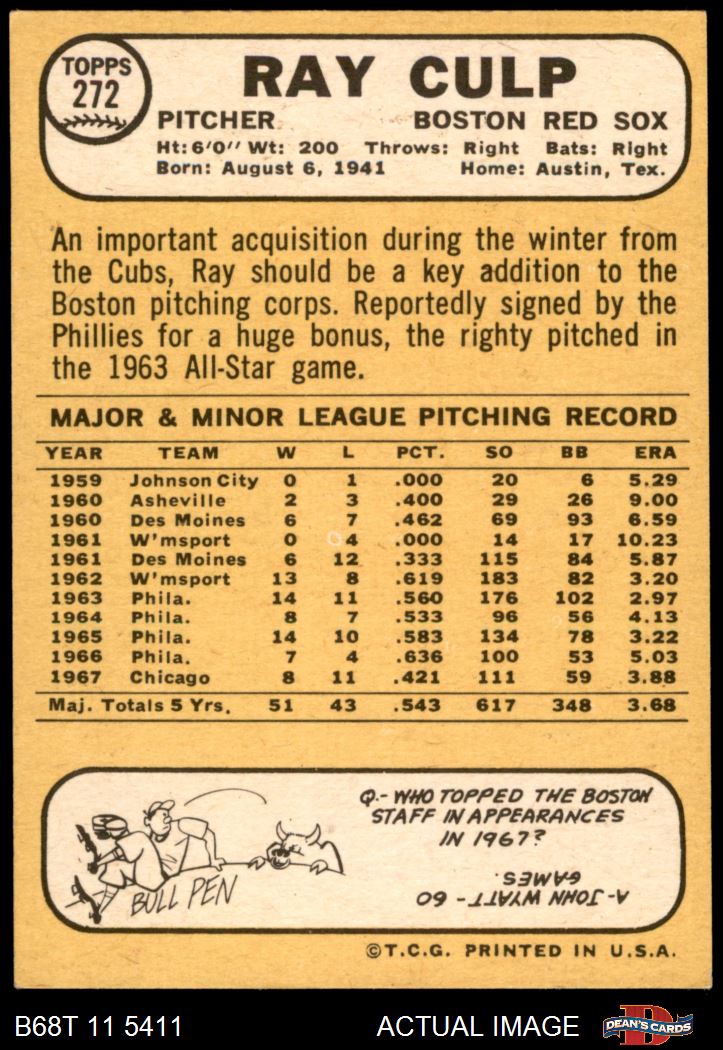 TOPPS
272
RAY CULP
PITCHER BOSTON RED SOX
Ht: 6'0" Wt: 200 Throws: Right Bats: Right
Born: August 6, 1941 Home: Austin, Tex.
An important acquisition during the winter from
the Cubs, Ray should be a key addition to the
Boston pitching corps. Reportedly signed by the
Phillies for a huge bonus, the righty pitched in
the 1963 All-Star game.
MAJOR & MINOR LEAGUE PITCHING RECORD
YEAR TEAM W L PCT. SO BB ERA
1959 Johnson City 0 1 .000 20 6 5.29
1960 Asheville 2 3 .400 29 26 9.00
1960 Des Moines 6 7 .462 69 93 6.59
1961 W'msport 0 4 .000 14 17 10.23
1961 Des Moines 6 12 .333 115 84 5.87
1962 W'msport 13 8 .619 183 82 3.20
1963 Phila. 14 11 .560 176 102 2.97
1964 Phila. 8 7 .533 96 56 4.13
1965 Phila. 14 10 .583 134 78 3.22
1966 Phila. 7 4 .636 100 53 5.03
1967 Chicago 8 11 .421 111 59 3.88
Maj. Totals 5 Yrs. 51 43 .543 617 348 3.68
BULL PEN
Q.- WHO TOPPED THE BOSTON
STAFF IN APPEARANCES
IN 1967?
A- JOHN WYATT - 60
GAMES.
©T.C.G. PRINTED IN U.S.A.
B68T 11 5411 ACTUAL IMAGE
D
DEAN'S CARDS